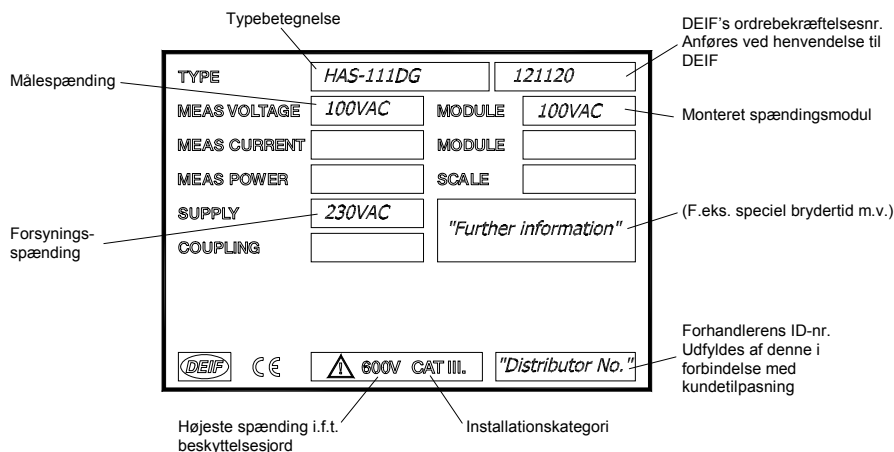 Typebetegnelse
DEIF's ordrebekræftelsesnr.
Anføres ved henvendelse til
DEIF
Målespænding
TYPE HAS-111DG 121120
MEAS VOLTAGE 100VAC MODULE 100VAC
Monteret spændingsmodul
MEAS CURRENT MODULE
MEAS POWER SCALE
SUPPLY 230VAC
"Further information"
(F.eks. speciel brydertid m.v.)
Forsynings-
spænding
COUPLING
Forhandlerens ID-nr.
Udfyldes af denne i
forbindelse med
kundetilpasning
DEIF CE 600V CAT III. "Distributor No."
Højeste spænding i.f.t.
beskyttelsesjord
Installationskategori